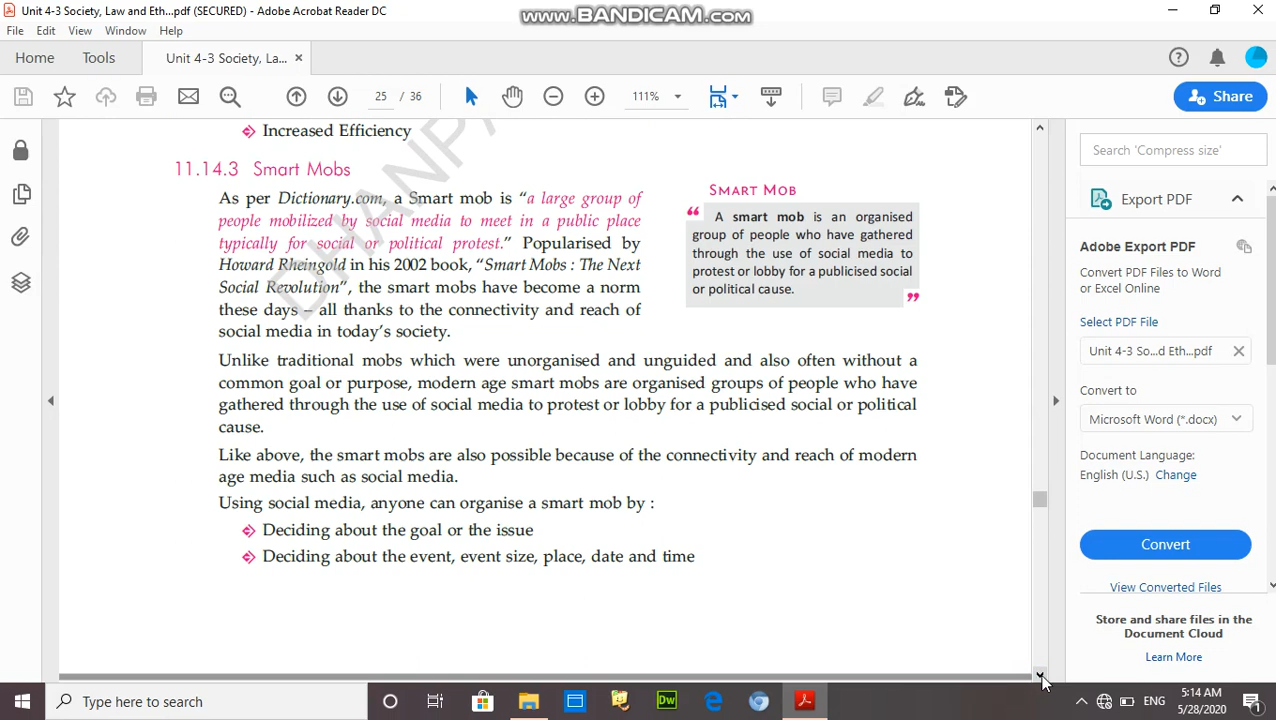 Unit 4-3 Society, Law and Eth...pdf (SECURED) - Adobe Acrobat Reader DC
www.BANDICAM.com
File Edit View Window Help
Home Tools Unit 4-3 Society, La... ×
25 / 36 111% Share
Increased Efficiency
11.14.3 Smart Mobs
As per Dictionary.com, a Smart mob is “a large group of
people mobilized by social media to meet in a public place
typically for social or political protest.” Popularised by
Howard Rheingold in his 2002 book, “Smart Mobs : The Next
Social Revolution”, the smart mobs have become a norm
these days – all thanks to the connectivity and reach of
social media in today’s society.
SMART MOB
“ A smart mob is an organised
group of people who have gathered
through the use of social media to
protest or lobby for a publicised social
or political cause. ”
Unlike traditional mobs which were unorganised and unguided and also often without a
common goal or purpose, modern age smart mobs are organised groups of people who have
gathered through the use of social media to protest or lobby for a publicised social or political
cause.
Like above, the smart mobs are also possible because of the connectivity and reach of modern
age media such as social media.
Using social media, anyone can organise a smart mob by :
Deciding about the goal or the issue
Deciding about the event, event size, place, date and time
Search 'Compress size'
Export PDF
Adobe Export PDF
Convert PDF Files to Word
or Excel Online
Select PDF File
Unit 4-3 So...d Eth...pdf
Convert to
Microsoft Word (*.docx)
Document Language:
English (U.S.) Change
Convert
View Converted Files
Store and share files in the
Document Cloud
Learn More
Type here to search
Dw
ENG
5:14 AM
5/28/2020
1